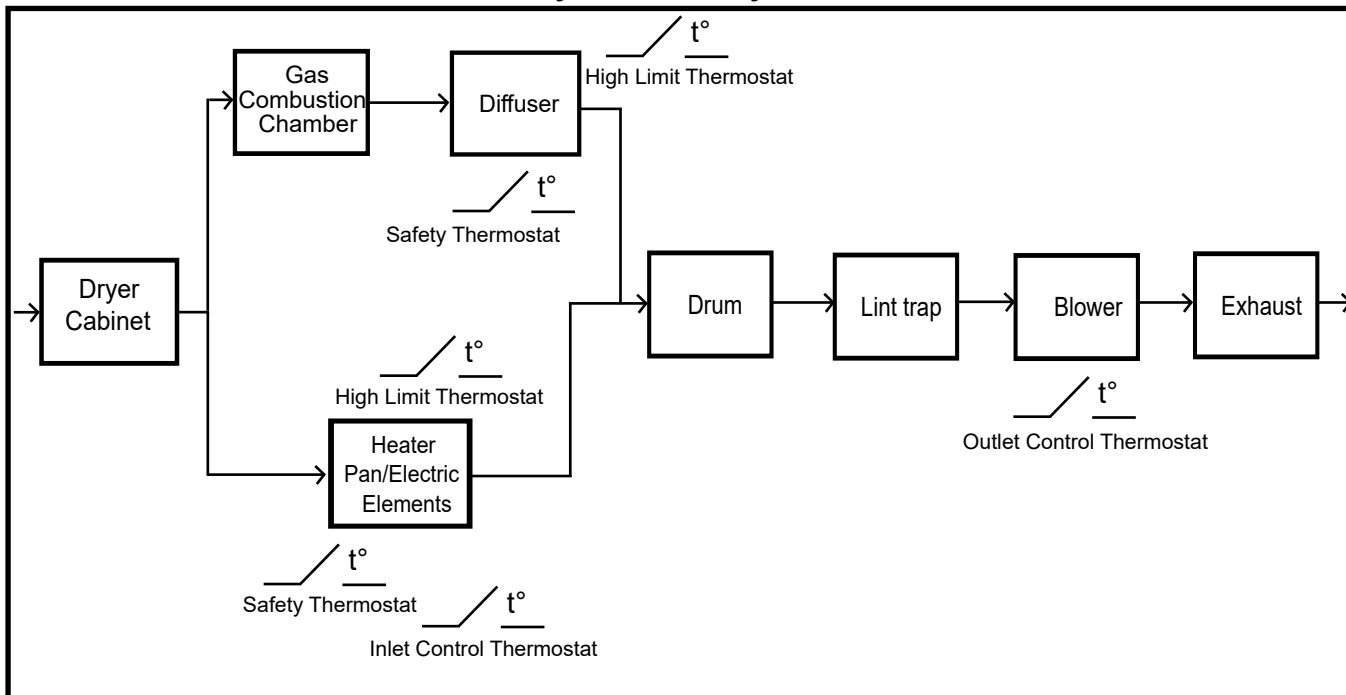 t°
High Limit Thermostat
Gas
Combustion
Chamber
Diffuser
t°
Safety Thermostat
Dryer
Cabinet
Drum
Lint trap
Blower
Exhaust
t°
High Limit Thermostat
t°
Outlet Control Thermostat
Heater
Pan/Electric
Elements
t°
Safety Thermostat
t°
Inlet Control Thermostat